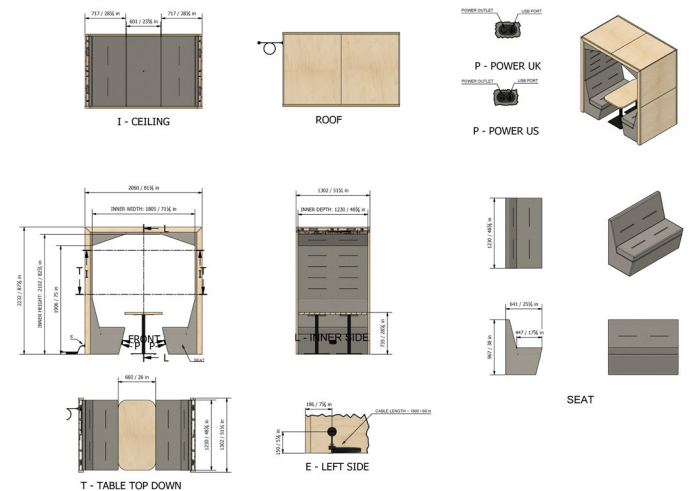 717 / 28¼ in
717 / 28¼ in
601 / 23⅝ in
I - CEILING
ROOF
POWER OUTLET
USB PORT
P - POWER UK
POWER OUTLET
USB PORT
P - POWER US
2060 / 81⅛ in
INNER WIDTH: 1805 / 71⅛ in
L
2232 / 87⅞ in
INNER HEIGHT: 2102 / 82¾ in
1906 / 75 in
T
I
T
I
FRONT
P
P
E
SEAT
L
1302 / 51¼ in
INNER DEPTH: 1230 / 48⅜ in
L - INNER SIDE
735 / 28⅞ in
1230 / 48⅜ in
641 / 25¼ in
447 / 17⅝ in
967 / 38 in
SEAT
660 / 26 in
1230 / 48⅜ in
1302 / 51¼ in
T - TABLE TOP DOWN
186 / 7⅜ in
150 / 5⅞ in
E - LEFT SIDE